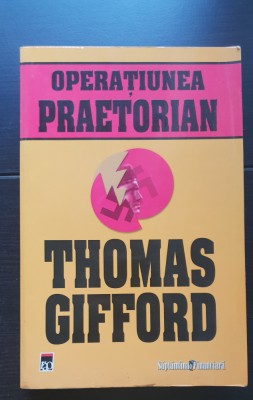 OPERAȚIUNEA
PRAETORIAN
THOMAS
GIFFORD
Săptămâna Financiară